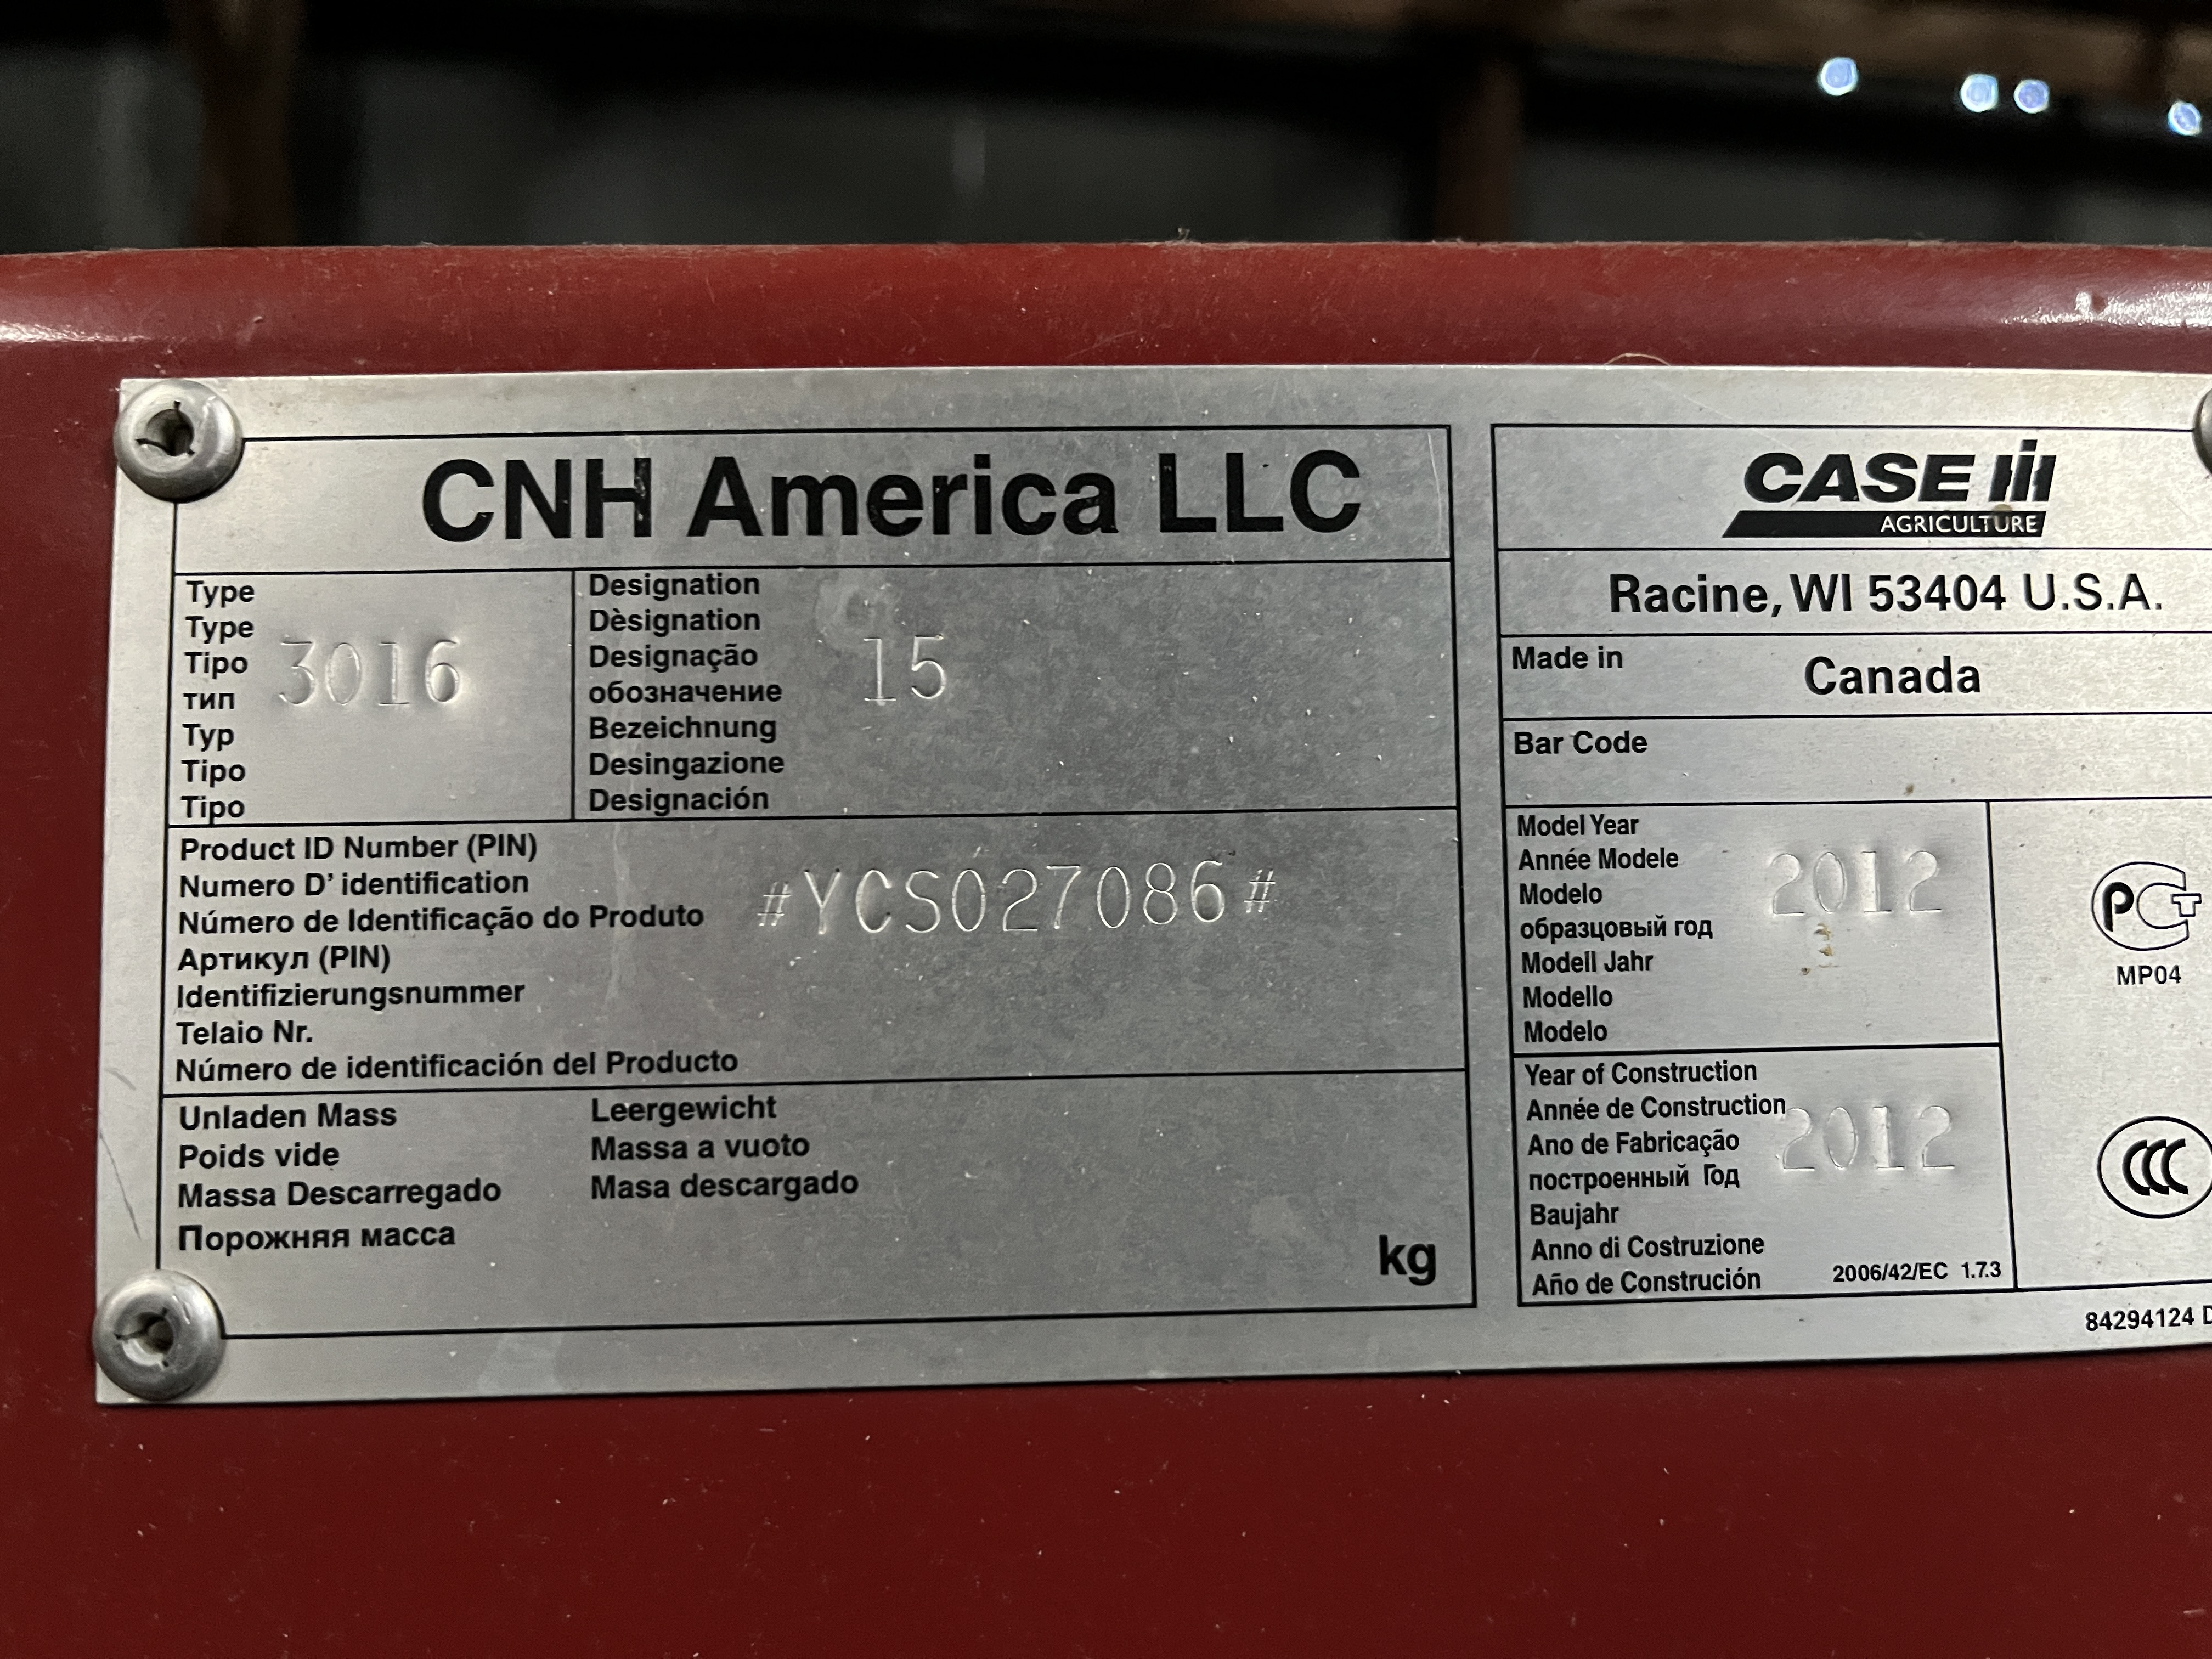 CNH America LLC
Type
Type
Tipo
тип
Typ
Tipo
Tipo
3016
Designation
Dèsignation
Designação
обозначение
Bezeichnung
Desingazione
Designación
15
Product ID Number (PIN)
Numero D' identification
Número de Identificação do Produto
Артикул (PIN)
Identifizierungsnummer
Telaio Nr.
Número de identificación del Producto
#YCS027086#
Unladen Mass
Poids vide
Massa Descarregado
Порожняя масса
Leergewicht
Massa a vuoto
Masa descargado
kg
CASE IH
AGRICULTURE
Racine, WI 53404 U.S.A.
Made in Canada
Bar Code
Model Year
Année Modele
Modelo
образцовый год
Modell Jahr
Modello
Modelo
2012
Year of Construction
Année de Construction
Ano de Fabricação
построенный Год
Baujahr
Anno di Costruzione
Año de Construción
2012
2006/42/EC 1.7.3
РСТ
MP04
CCC
84294124 D